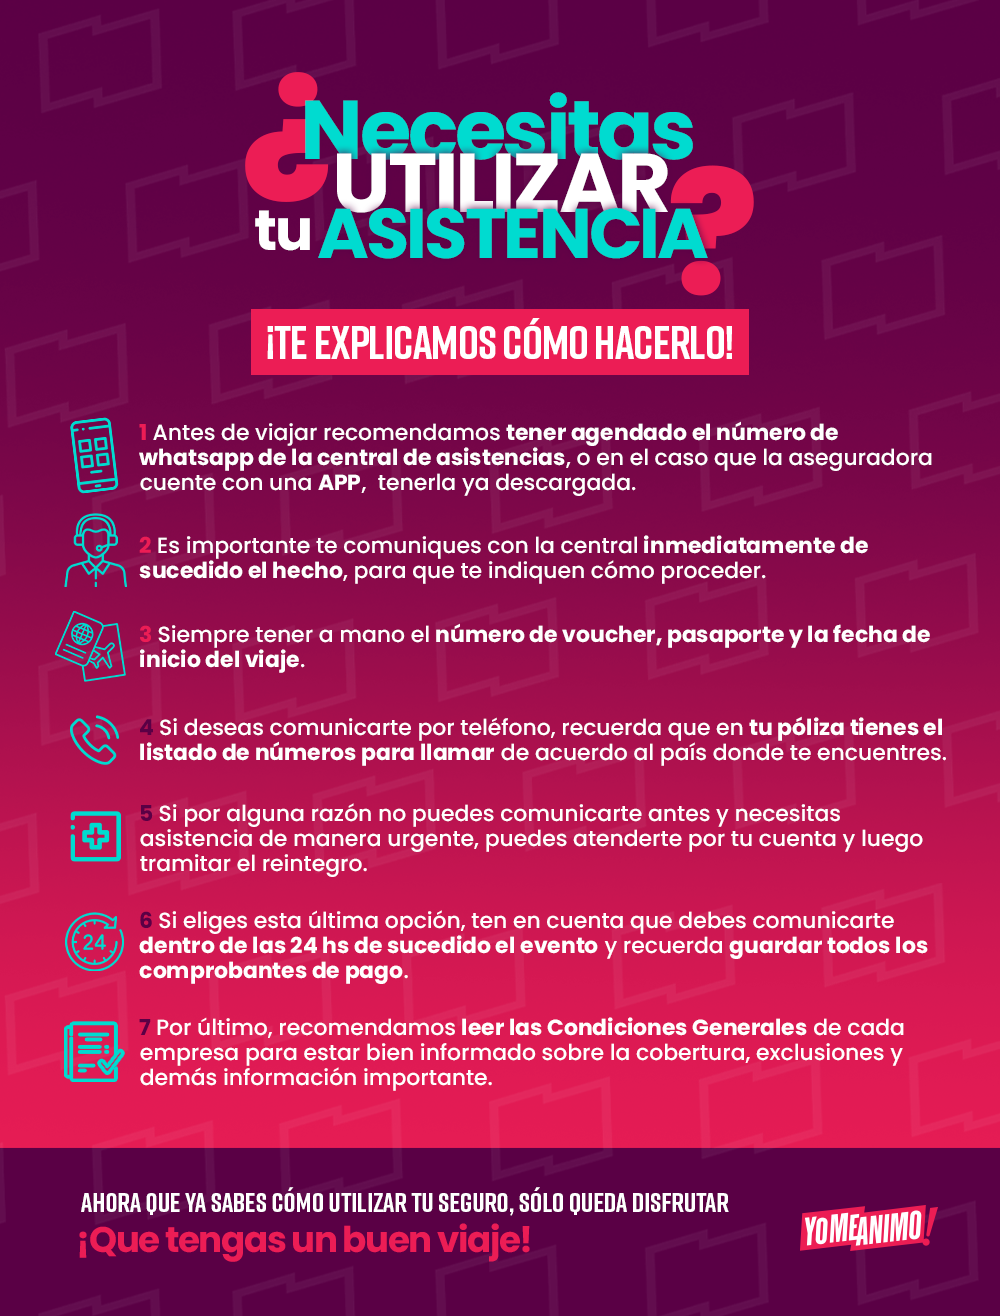 ¿Necesitas
UTILIZAR
tu ASISTENCIA?
¡TE EXPLICAMOS CÓMO HACERLO!
1 Antes de viajar recomendamos tener agendado el número de
whatsapp de la central de asistencias, o en el caso que la aseguradora
cuente con una APP, tenerla ya descargada.
2 Es importante te comuniques con la central inmediatamente de
sucedido el hecho, para que te indiquen cómo proceder.
3 Siempre tener a mano el número de voucher, pasaporte y la fecha de
inicio del viaje.
4 Si deseas comunicarte por teléfono, recuerda que en tu póliza tienes el
listado de números para llamar de acuerdo al país donde te encuentres.
5 Si por alguna razón no puedes comunicarte antes y necesitas
asistencia de manera urgente, puedes atenderte por tu cuenta y luego
tramitar el reintegro.
24
6 Si eliges esta última opción, ten en cuenta que debes comunicarte
dentro de las 24 hs de sucedido el evento y recuerda guardar todos los
comprobantes de pago.
7 Por último, recomendamos leer las Condiciones Generales de cada
empresa para estar bien informado sobre la cobertura, exclusiones y
demás información importante.
AHORA QUE YA SABES CÓMO UTILIZAR TU SEGURO, SÓLO QUEDA DISFRUTAR
¡Que tengas un buen viaje!
YOMEANIMO!